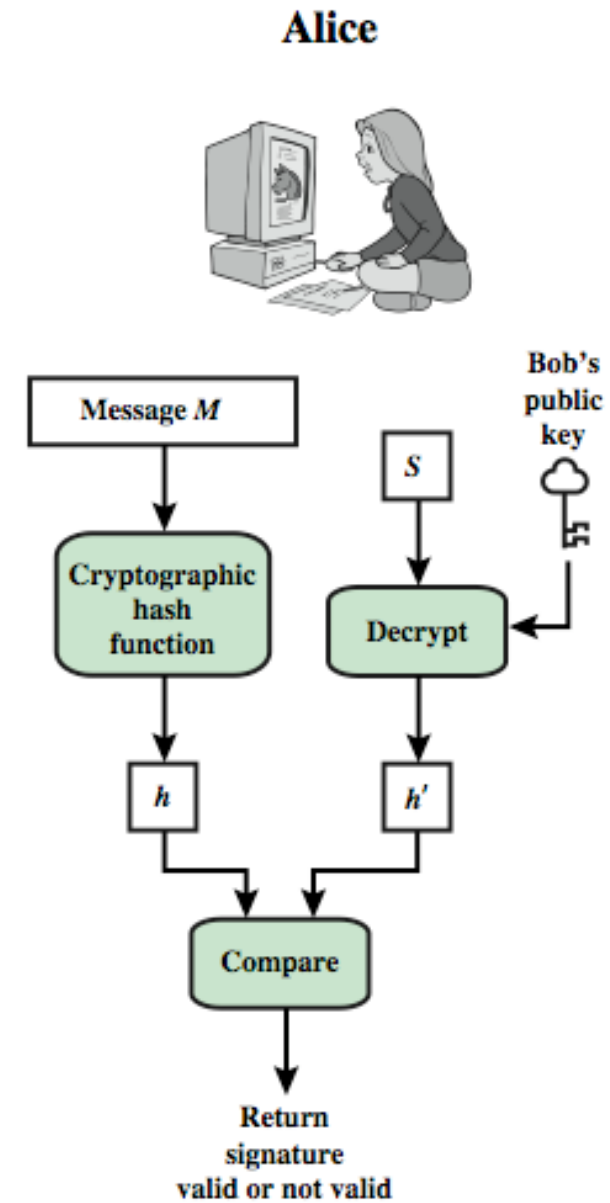 Alice
Message M
Bob's
public
key
S
Cryptographic
hash
function
Decrypt
h
h'
Compare
Return
signature
valid or not valid